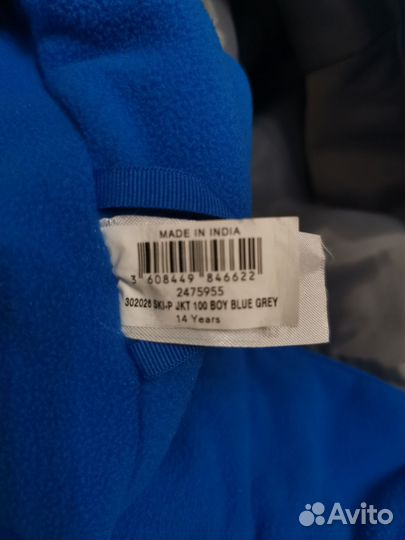 MADE IN INDIA
3 608449 846622
2475955
302026 SKI-P JKT 100 BOY BLUE GREY
14 Years
Avito